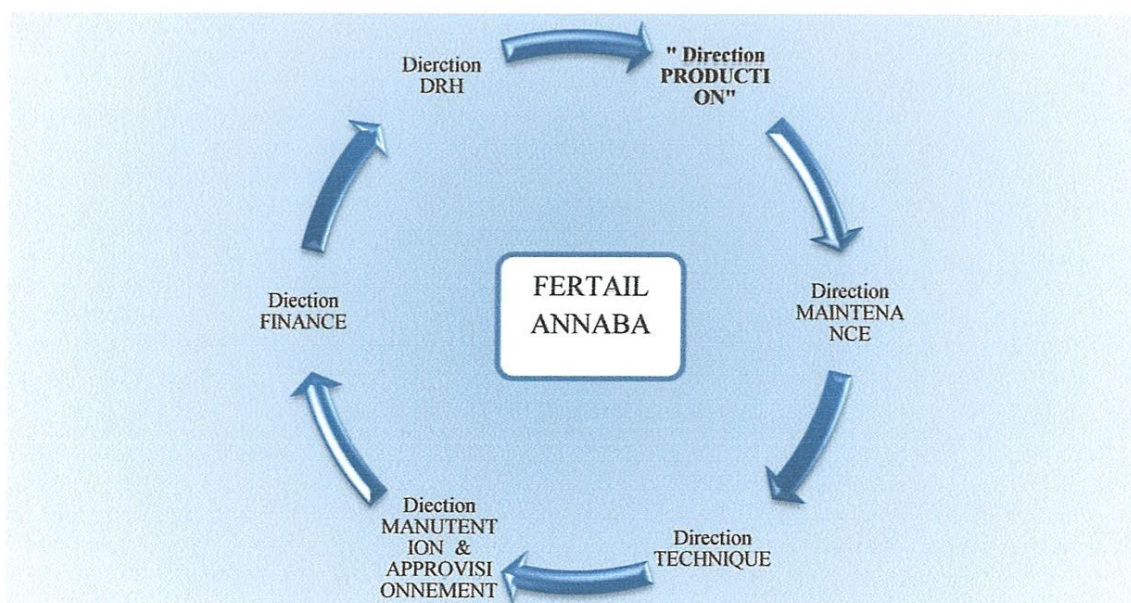 Dierction
DRH
" Direction
PRODUCTI
ON"
Direction
MAINTENA
NCE
Direction
TECHNIQUE
Diection
MANUTENT
ION & 
APPROVISI
ONNEMENT
Diection
FINANCE
FERTAIL
ANNABA